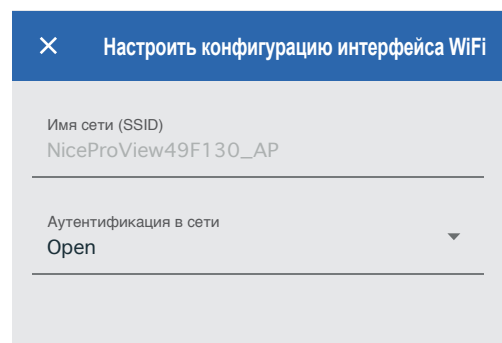 Настроить конфигурацию интерфейса WiFi
Имя сети (SSID)
NiceProView49F130_AP
Аутентификация в сети
Open